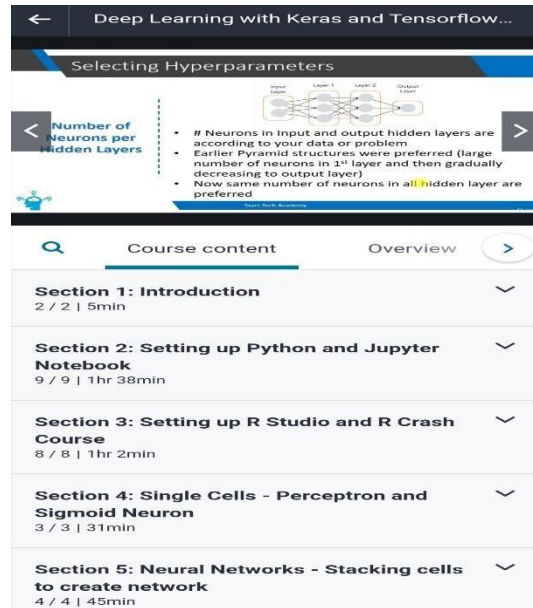 Deep Learning with Keras and Tensorflow...
Selecting Hyperparameters
Input
Layer
Layer 1
Layer 2
Output
Layer
Number of
Neurons per
Hidden Layers
• # Neurons in Input and output hidden layers are
according to your data or problem
• Earlier Pyramid structures were preferred (large
number of neurons in 1st layer and then gradually
decreasing to output layer)
• Now same number of neurons in all hidden layer are
preferred
Start-Tech Academy
Course content
Overview
Section 1: Introduction
2 / 2 | 5min
Section 2: Setting up Python and Jupyter
Notebook
9 / 9 | 1hr 38min
Section 3: Setting up R Studio and R Crash
Course
8 / 8 | 1hr 2min
Section 4: Single Cells - Perceptron and
Sigmoid Neuron
3 / 3 | 31min
Section 5: Neural Networks - Stacking cells
to create network
4 / 4 | 45min